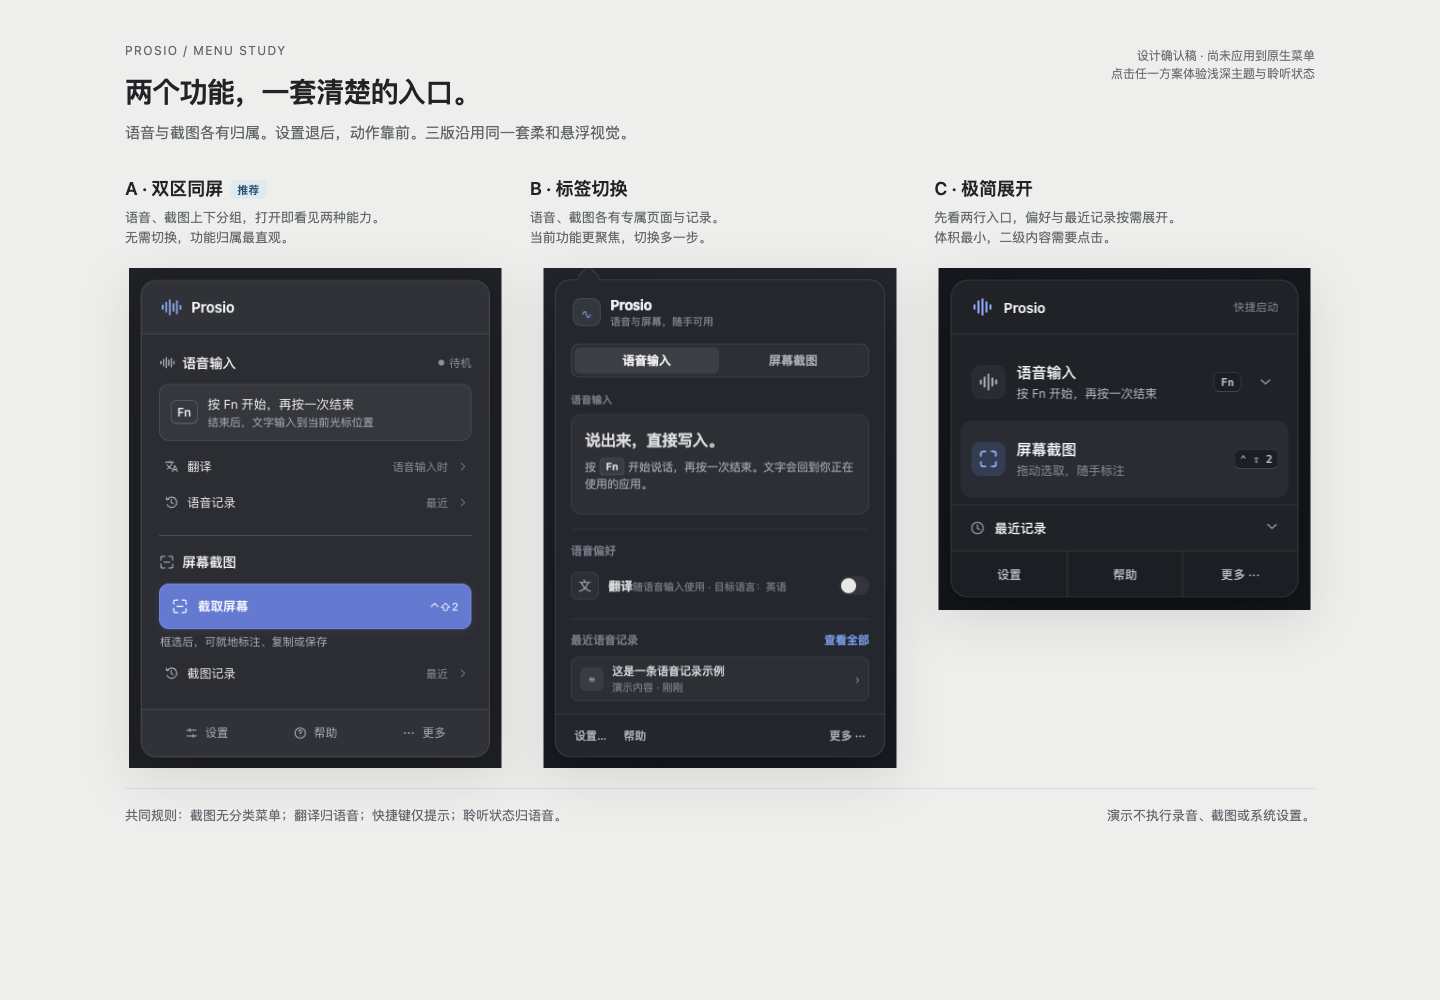 PROSIO / MENU STUDY
设计确认稿 · 尚未应用到原生菜单
点击任一方案体验浅深主题与聆听状态
两个功能，一套清楚的入口。
语音与截图各有归属。设置退后，动作靠前。三版沿用同一套柔和悬浮视觉。
A · 双区同屏 推荐
语音、截图上下分组，打开即看见两种能力。
无需切换，功能归属最直观。
Prosio
语音输入 待机
Fn 按 Fn 开始，再按一次结束
结束后，文字输入到当前光标位置
翻译 语音输入时
语音记录 最近
屏幕截图
截取屏幕 ^⇧2
框选后，可就地标注、复制或保存
截图记录 最近
设置 帮助 ··· 更多
B · 标签切换
语音、截图各有专属页面与记录。
当前功能更聚焦，切换多一步。
Prosio
语音与屏幕，随手可用
语音输入 屏幕截图
语音输入
说出来，直接写入。
按 Fn 开始说话，再按一次结束。文字会回到你正在
使用的应用。
语音偏好
文 翻译随语音输入使用 · 目标语言：英语
最近语音记录 查看全部
这是一条语音记录示例
演示内容 · 刚刚
设置... 帮助 更多 ···
C · 极简展开
先看两行入口，偏好与最近记录按需展开。
体积最小，二级内容需要点击。
Prosio 快捷启动
语音输入
按 Fn 开始，再按一次结束 Fn
屏幕截图
拖动选取，随手标注 ^ ⇧ 2
最近记录
设置 帮助 更多 ···
共同规则：截图无分类菜单；翻译归语音；快捷键仅提示；聆听状态归语音。
演示不执行录音、截图或系统设置。